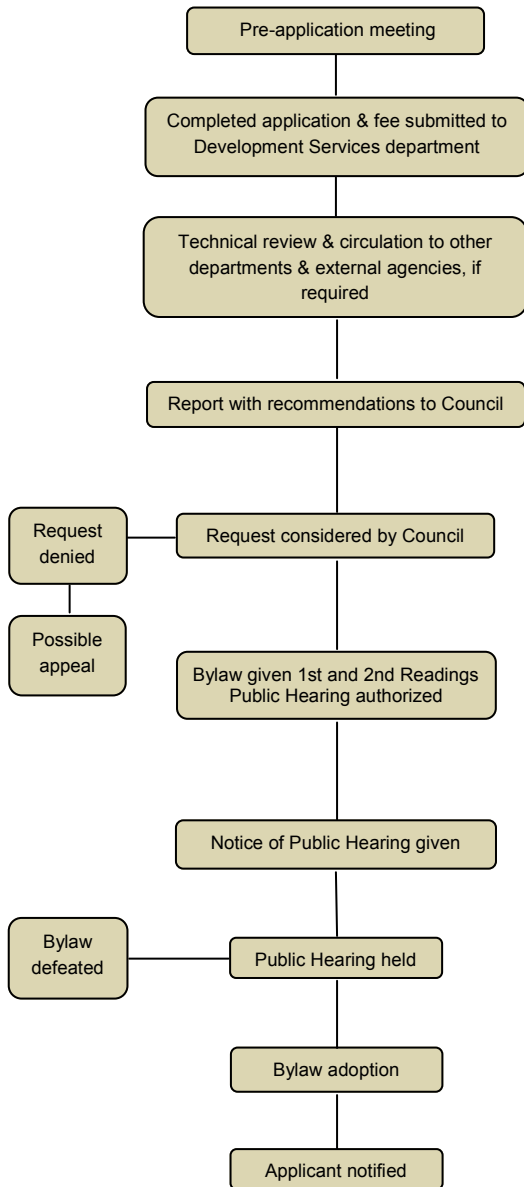 Pre-application meeting
Completed application & fee submitted to
Development Services department
Technical review & circulation to other
departments & external agencies, if
required
Report with recommendations to Council
Request
denied
Request considered by Council
Possible
appeal
Bylaw given 1st and 2nd Readings
Public Hearing authorized
Notice of Public Hearing given
Bylaw
defeated
Public Hearing held
Bylaw adoption
Applicant notified